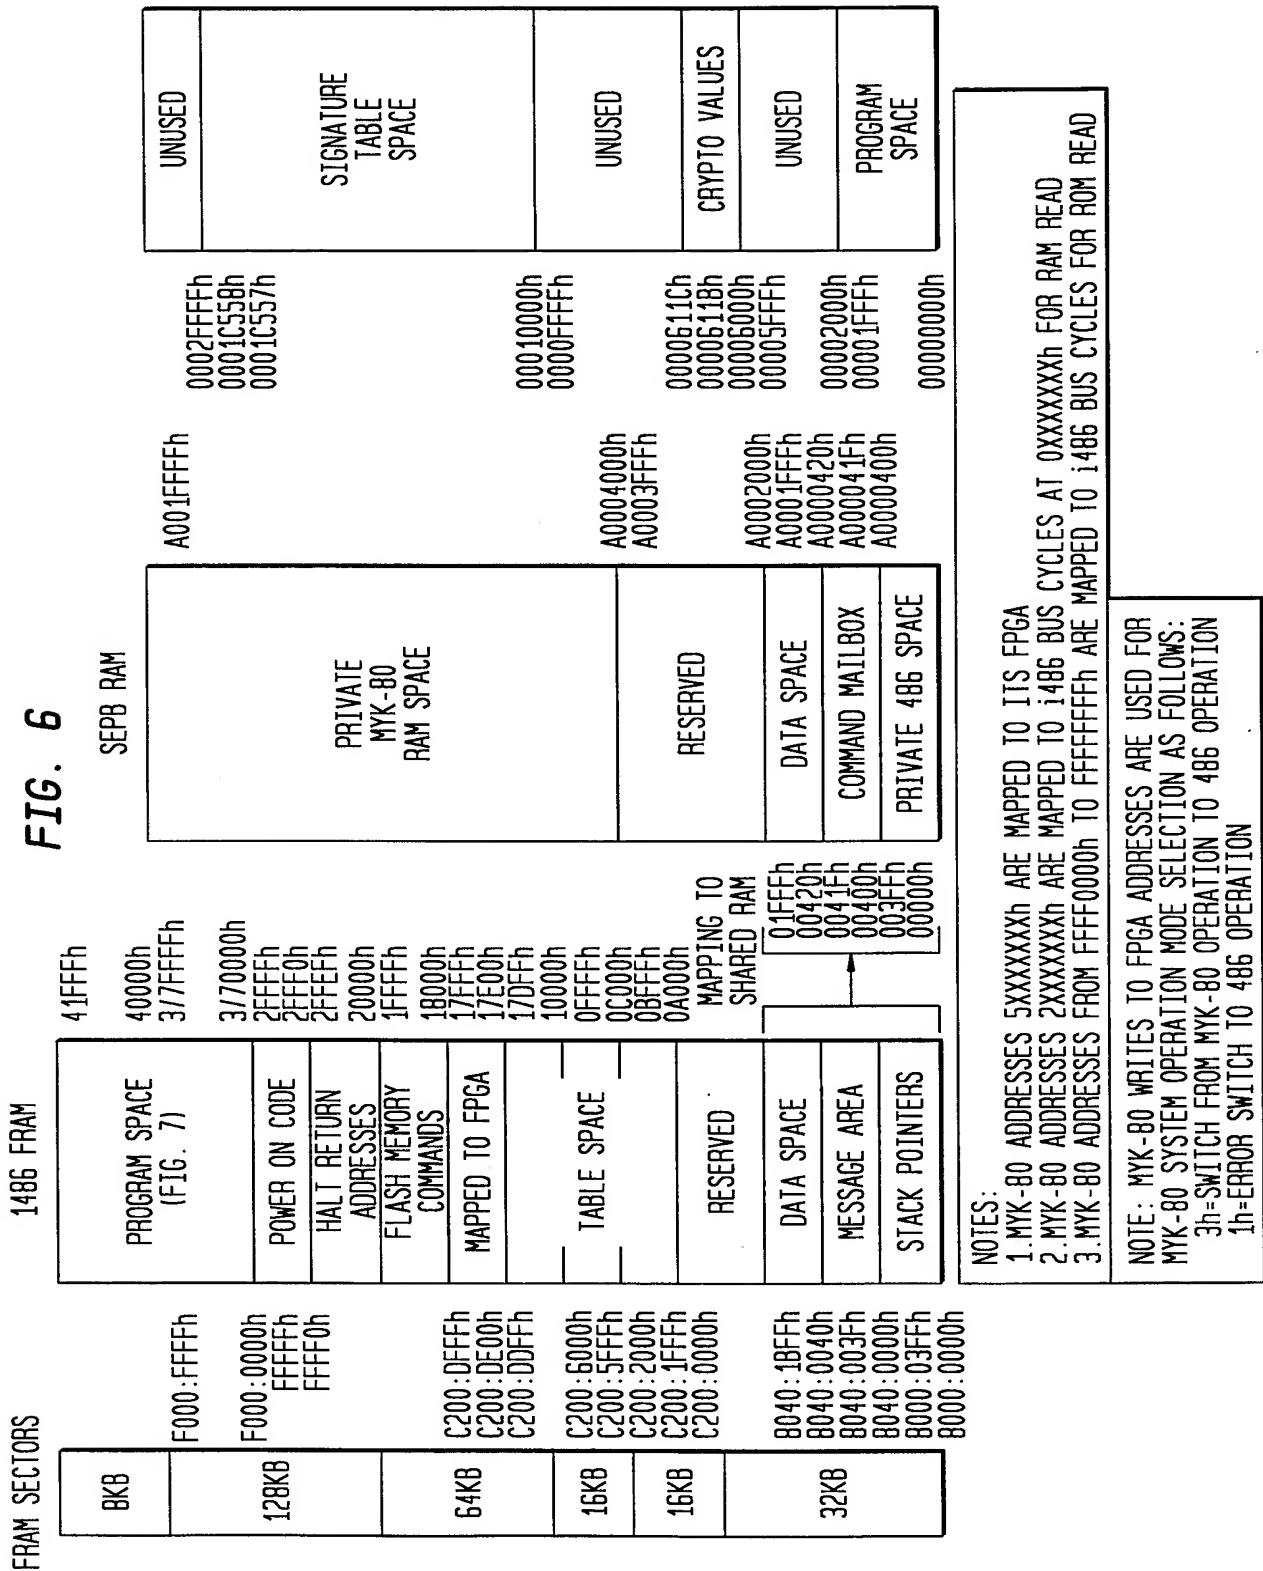 FIG. 6
FRAM SECTORS
8KB
128KB
64KB
16KB
16KB
32KB
F000:FFFFh
F000:0000h
FFFFFh
FFFF0h
C200:DFFFh
C200:DE00h
C200:DDFFh
C200:6000h
C200:5FFFh
C200:2000h
C200:1FFFh
C200:0000h
B040:1BFFh
B040:0040h
B040:003Fh
B040:0000h
B000:03FFh
B000:0000h
1486 FRAM
PROGRAM SPACE
(FIG. 7)
POWER ON CODE
HALT RETURN
ADDRESSES
FLASH MEMORY
COMMANDS
MAPPED TO FPGA
TABLE SPACE
RESERVED
DATA SPACE
MESSAGE AREA
STACK POINTERS
41FFFh
40000h
3/7FFFFh
3/70000h
2FFFFh
2FFF0h
2FFEFh
20000h
1FFFFh
18000h
17FFFh
17E00h
17DFFh
10000h
0FFFFh
0C000h
0BFFFh
0A000h
MAPPING TO
SHARED RAM
01FFFh
00420h
0041Fh
00400h
003FFh
00000h
SEPB RAM
PRIVATE
MYK-80
RAM SPACE
RESERVED
DATA SPACE
COMMAND MAILBOX
PRIVATE 486 SPACE
A001FFFFh
A0004000h
A0003FFFh
A0002000h
A0001FFFh
A0000420h
A000041Fh
A0000400h
0002FFFFh
0001C558h
0001C557h
00010000h
0000FFFFh
0000611Ch
0000611Bh
00006000h
00005FFFh
00002000h
00001FFFh
00000000h
UNUSED
SIGNATURE
TABLE
SPACE
UNUSED
CRYPTO VALUES
UNUSED
PROGRAM
SPACE
NOTES:
1.MYK-80 ADDRESSES 5XXXXXXh ARE MAPPED TO ITS FPGA
2.MYK-80 ADDRESSES 2XXXXXXh ARE MAPPED TO i486 BUS CYCLES AT 0XXXXXXh FOR RAM READ
3.MYK-80 ADDRESSES FROM FFFF0000h TO FFFFFFFFh ARE MAPPED TO i486 BUS CYCLES FOR ROM READ
NOTE: MYK-80 WRITES TO FPGA ADDRESSES ARE USED FOR
MYK-80 SYSTEM OPERATION MODE SELECTION AS FOLLOWS:
3h=SWITCH FROM MYK-80 OPERATION TO 486 OPERATION
1h=ERROR SWITCH TO 486 OPERATION